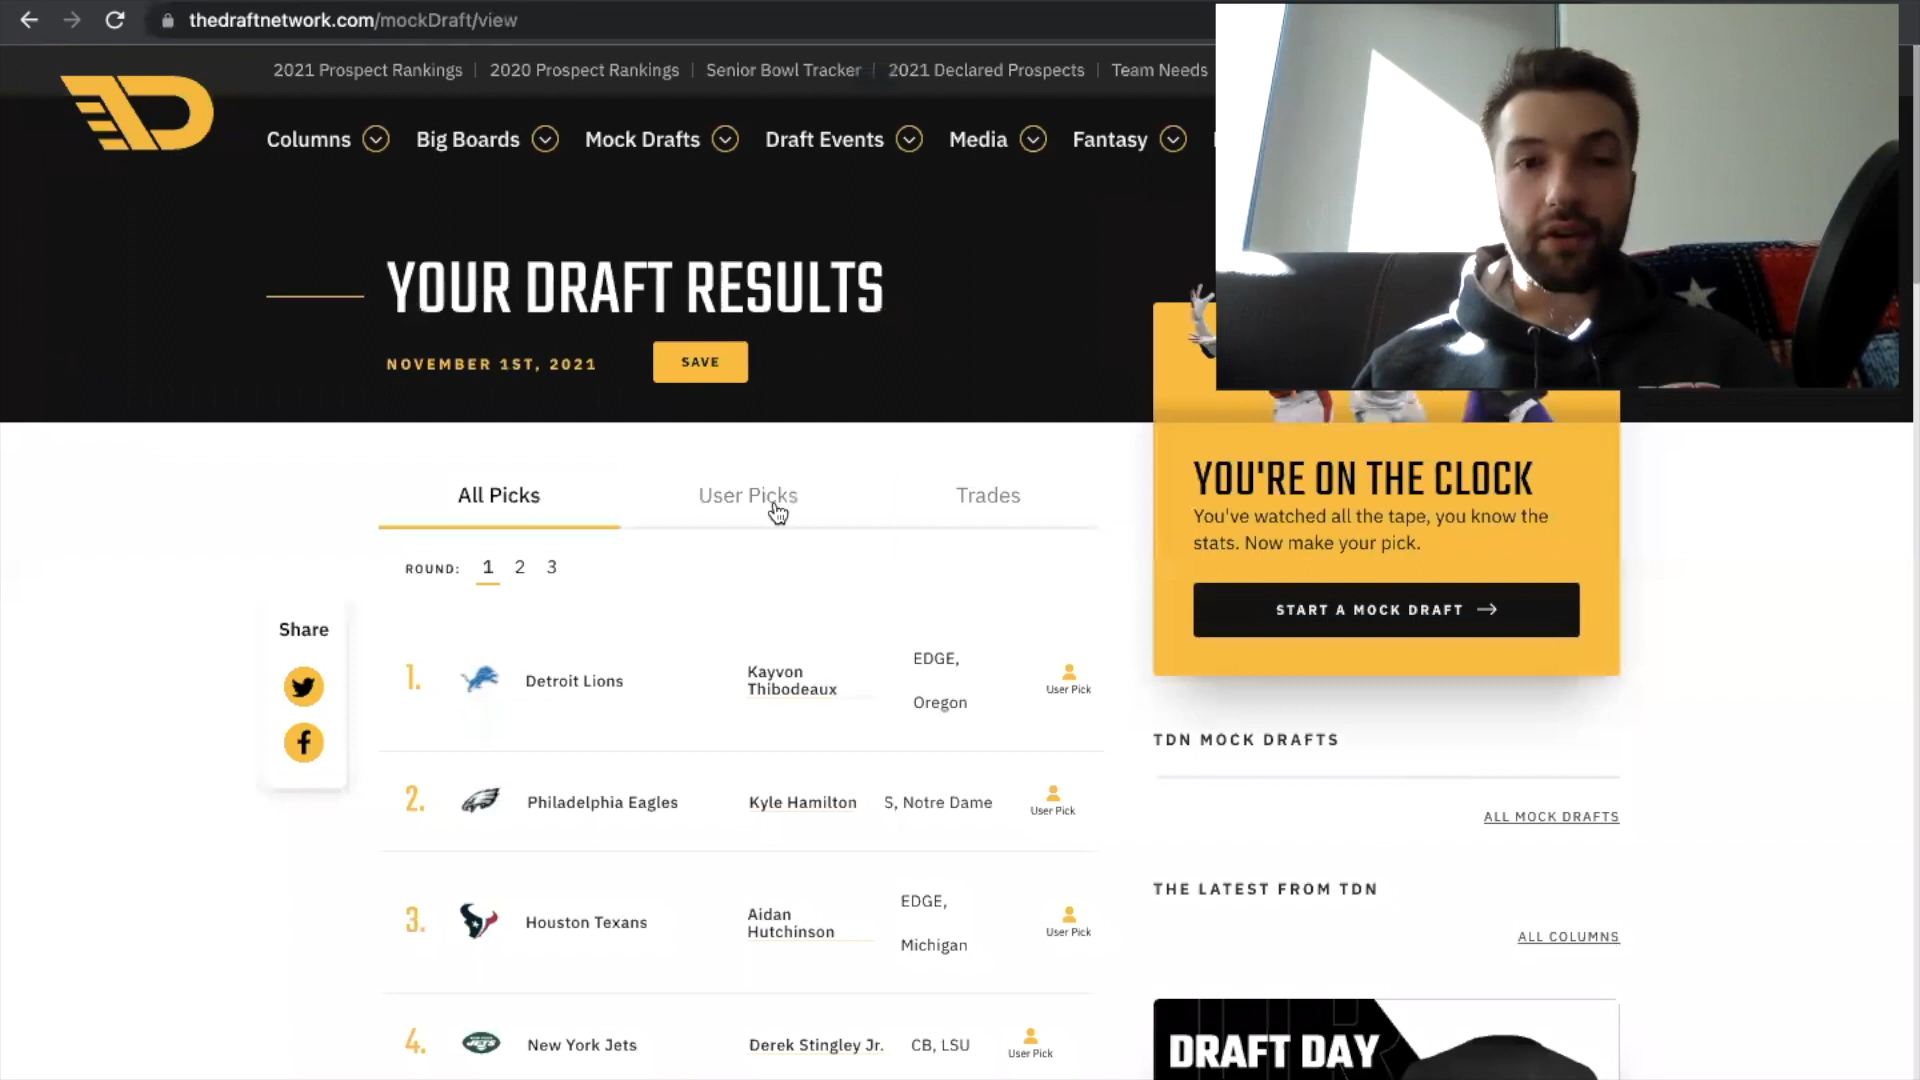 thedraftnetwork.com/mockDraft/view
2021 Prospect Rankings | 2020 Prospect Rankings | Senior Bowl Tracker | 2021 Declared Prospects | Team Needs
Columns Big Boards Mock Drafts Draft Events Media Fantasy
YOUR DRAFT RESULTS
NOVEMBER 1ST, 2021 SAVE
All Picks User Picks Trades
ROUND: 1 2 3
Share
1. Detroit Lions Kayvon Thibodeaux EDGE, Oregon User Pick
2. Philadelphia Eagles Kyle Hamilton S, Notre Dame User Pick
3. Houston Texans Aidan Hutchinson EDGE, Michigan User Pick
4. JETS New York Jets Derek Stingley Jr. CB, LSU User Pick
YOU'RE ON THE CLOCK
You've watched all the tape, you know the
stats. Now make your pick.
START A MOCK DRAFT
TDN MOCK DRAFTS
ALL MOCK DRAFTS
THE LATEST FROM TDN
ALL COLUMNS
DRAFT DAY